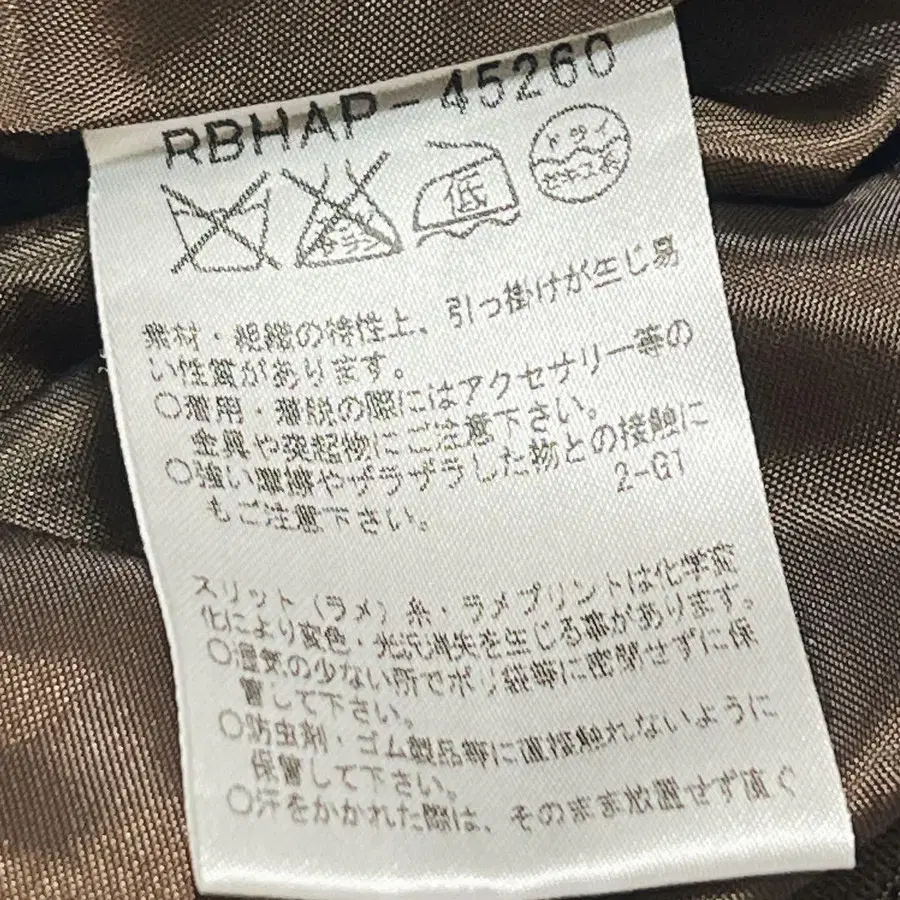 RBHAP-45260
エンソ
サラシ
低
ドライ
セキユ系
素材・組織の特性上、引っ掛けが生じ易
い性質があります。
○着用・着脱の際にはアクセサリー等の
金具や突起物にご注意下さい。
○強い摩擦やザラザラした物との接触に
もご注意下さい。
2-G1
スリット（ラメ）糸・ラメプリントは化学変
化により変色・光沢消失を生じる事があります。
○湿気の少ない所でポリ袋等に密閉せずに保
管して下さい。
○防虫剤・ゴム製品等に直接触れないように
保管して下さい。
○汗をかかれた際は、そのまま放置せず直ぐ